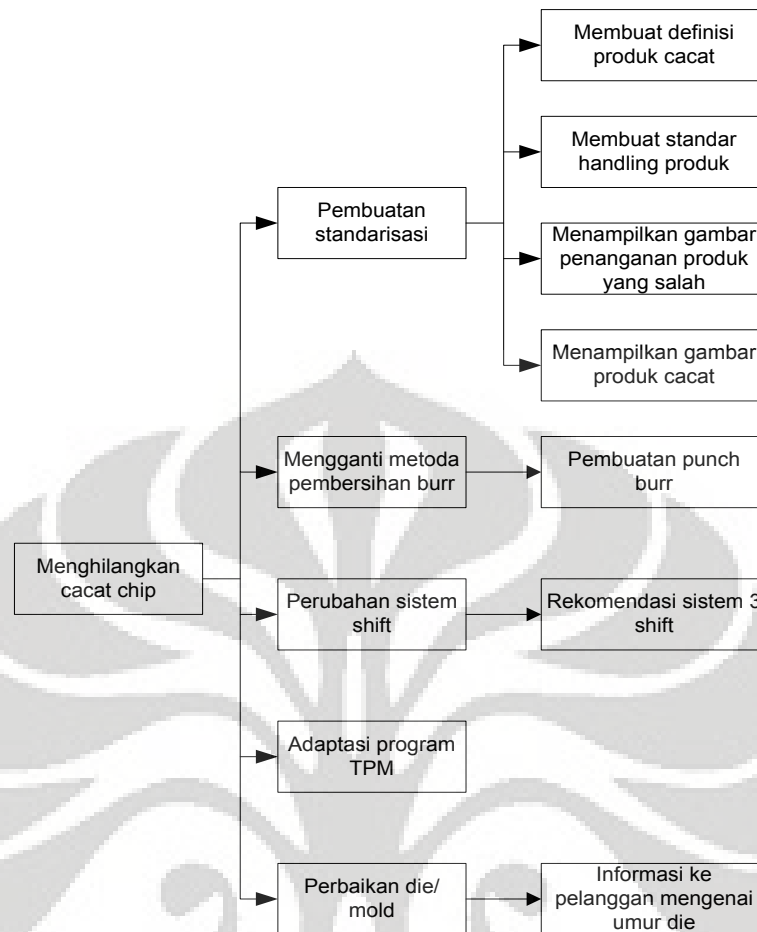 Membuat definisi
produk cacat
Membuat standar
handling produk
Pembuatan
standarisasi
Menampilkan gambar
penanganan produk
yang salah
Menampilkan gambar
produk cacat
Mengganti metoda
pembersihan burr
Pembuatan punch
burr
Menghilangkan
cacat chip
Perubahan sistem
shift
Rekomendasi sistem 3
shift
Adaptasi program
TPM
Perbaikan die/
mold
Informasi ke
pelanggan mengenai
umur die